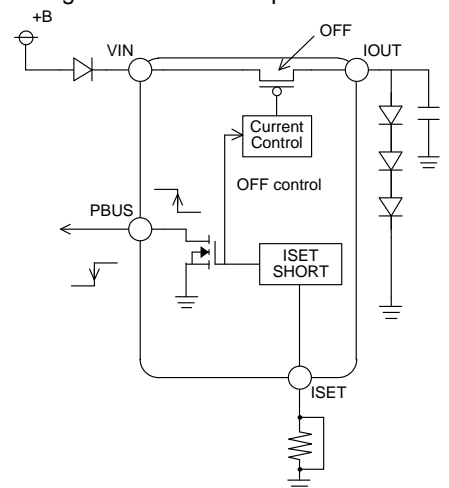 +B
VIN
OFF
IOUT
Current
Control
OFF control
PBUS
ISET
SHORT
ISET